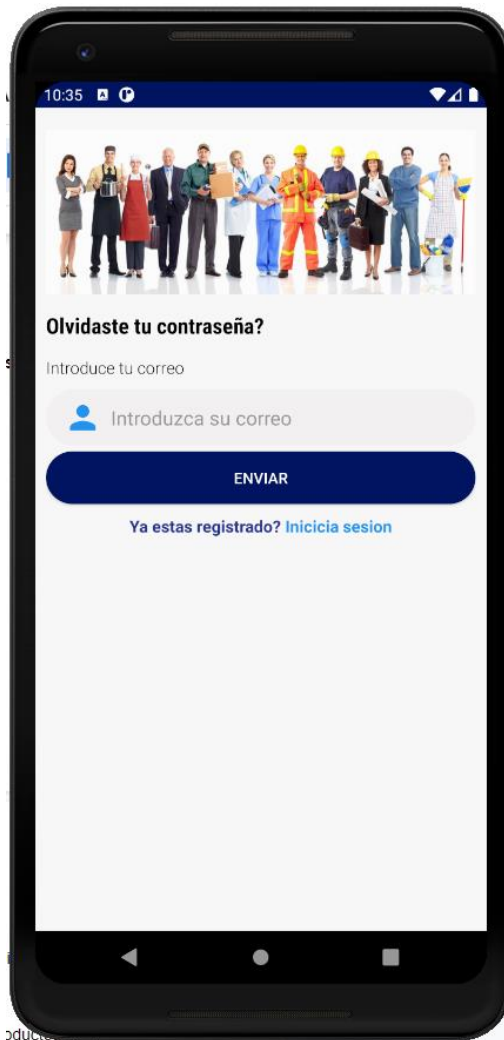 10:35
Olvidaste tu contraseña?
Introduce tu correo
Introduzca su correo
ENVIAR
Ya estas registrado? Inicicia sesion